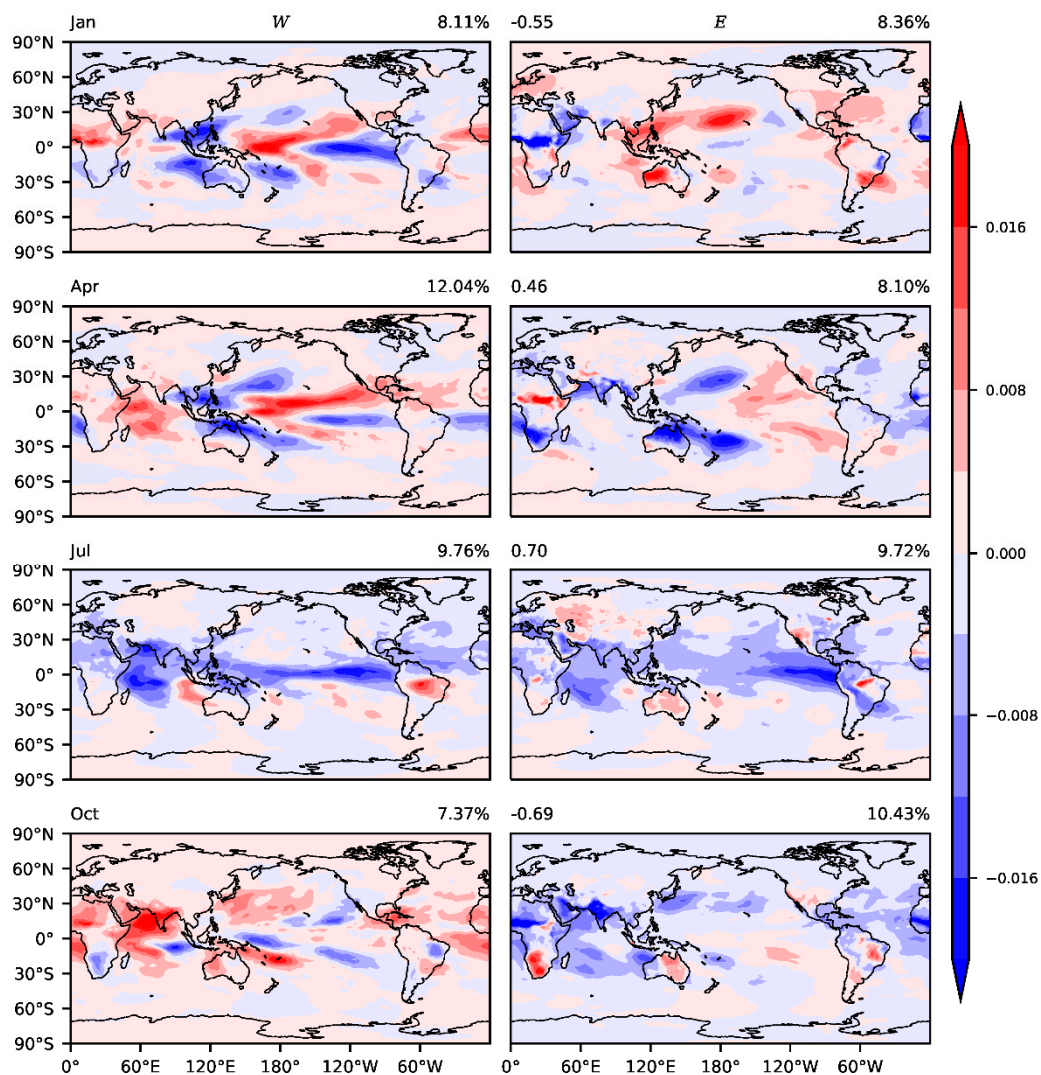 Jan W 8.11% -0.55 E 8.36%
90°N
60°N
30°N
0°
30°S
60°S
90°S
0.016
Apr 12.04% 0.46 8.10%
90°N
60°N
30°N
0°
30°S
60°S
90°S
0.008
0.000
Jul 9.76% 0.70 9.72%
90°N
60°N
30°N
0°
30°S
60°S
90°S
−0.008
Oct 7.37% -0.69 10.43%
90°N
60°N
30°N
0°
30°S
60°S
90°S
−0.016
0° 60°E 120°E 180° 120°W 60°W 0° 60°E 120°E 180° 120°W 60°W